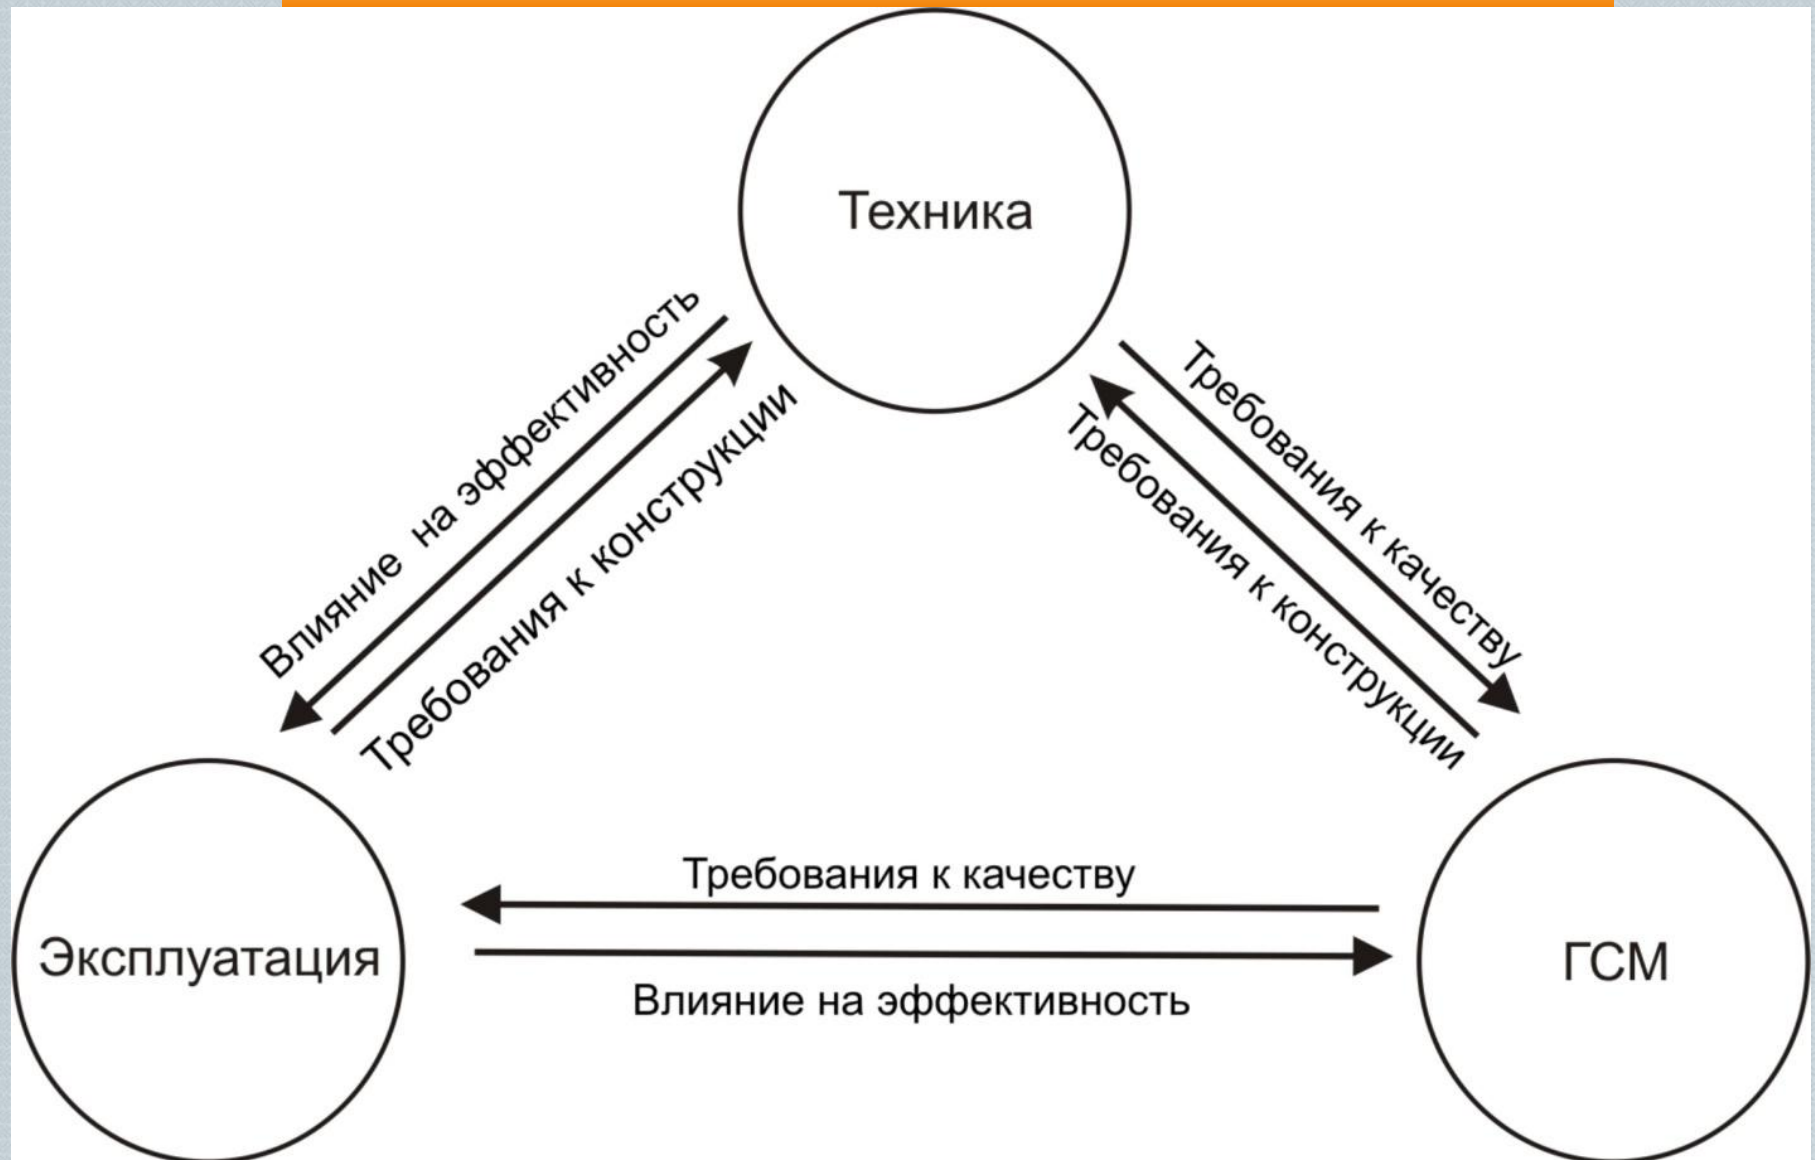 Техника
Влияние на эффективность
Требования к конструкции
Требования к качеству
Требования к конструкции
Требования к качеству
Эксплуатация
ГСМ
Влияние на эффективность